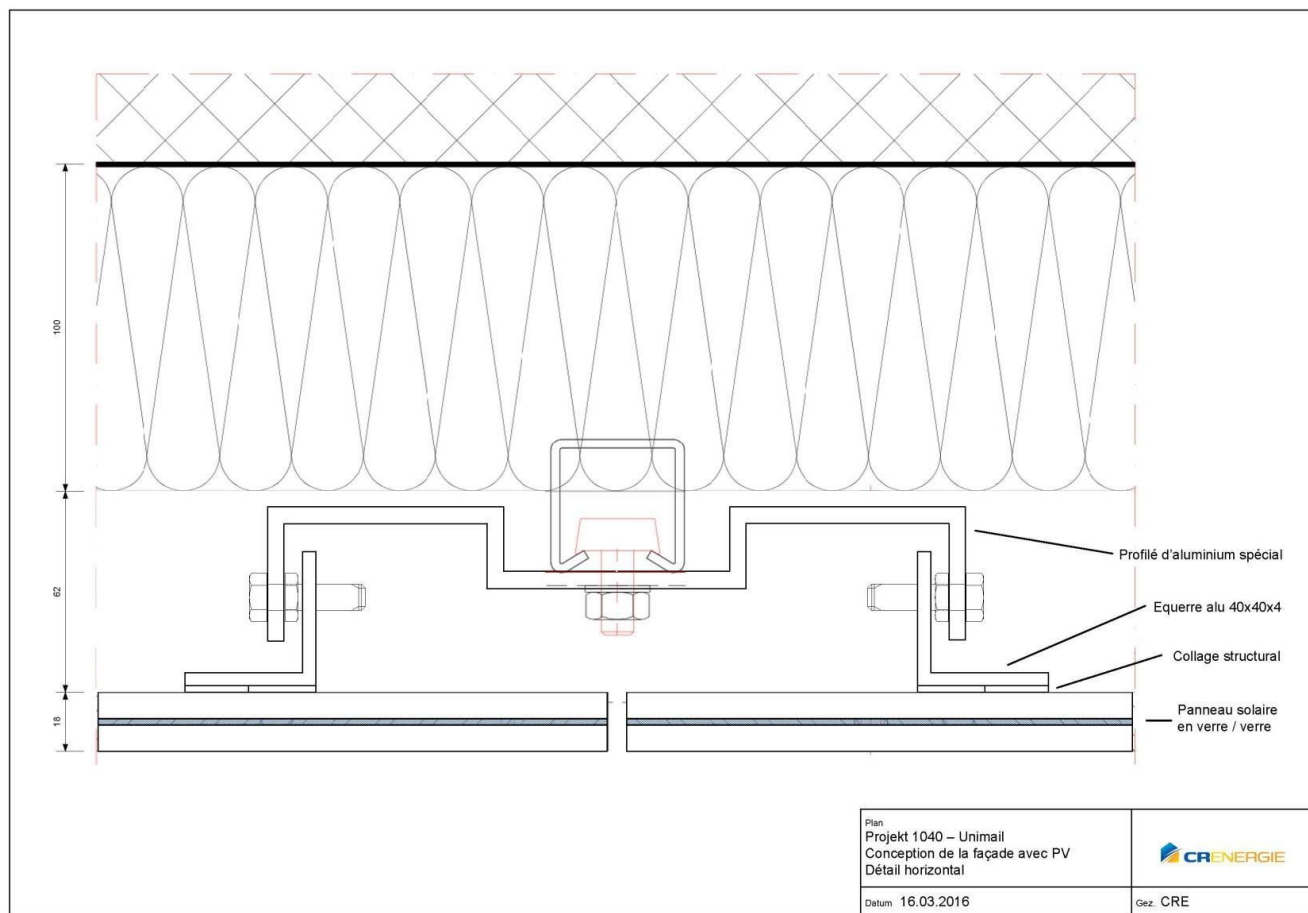 100
62
18
Profilé d'aluminium spécial
Equerre alu 40x40x4
Collage structural
Panneau solaire
en verre / verre
Plan
Projekt 1040 – Unimail
Conception de la façade avec PV
Détail horizontal
CRENERGIE
Datum 16.03.2016
Gez. CRE